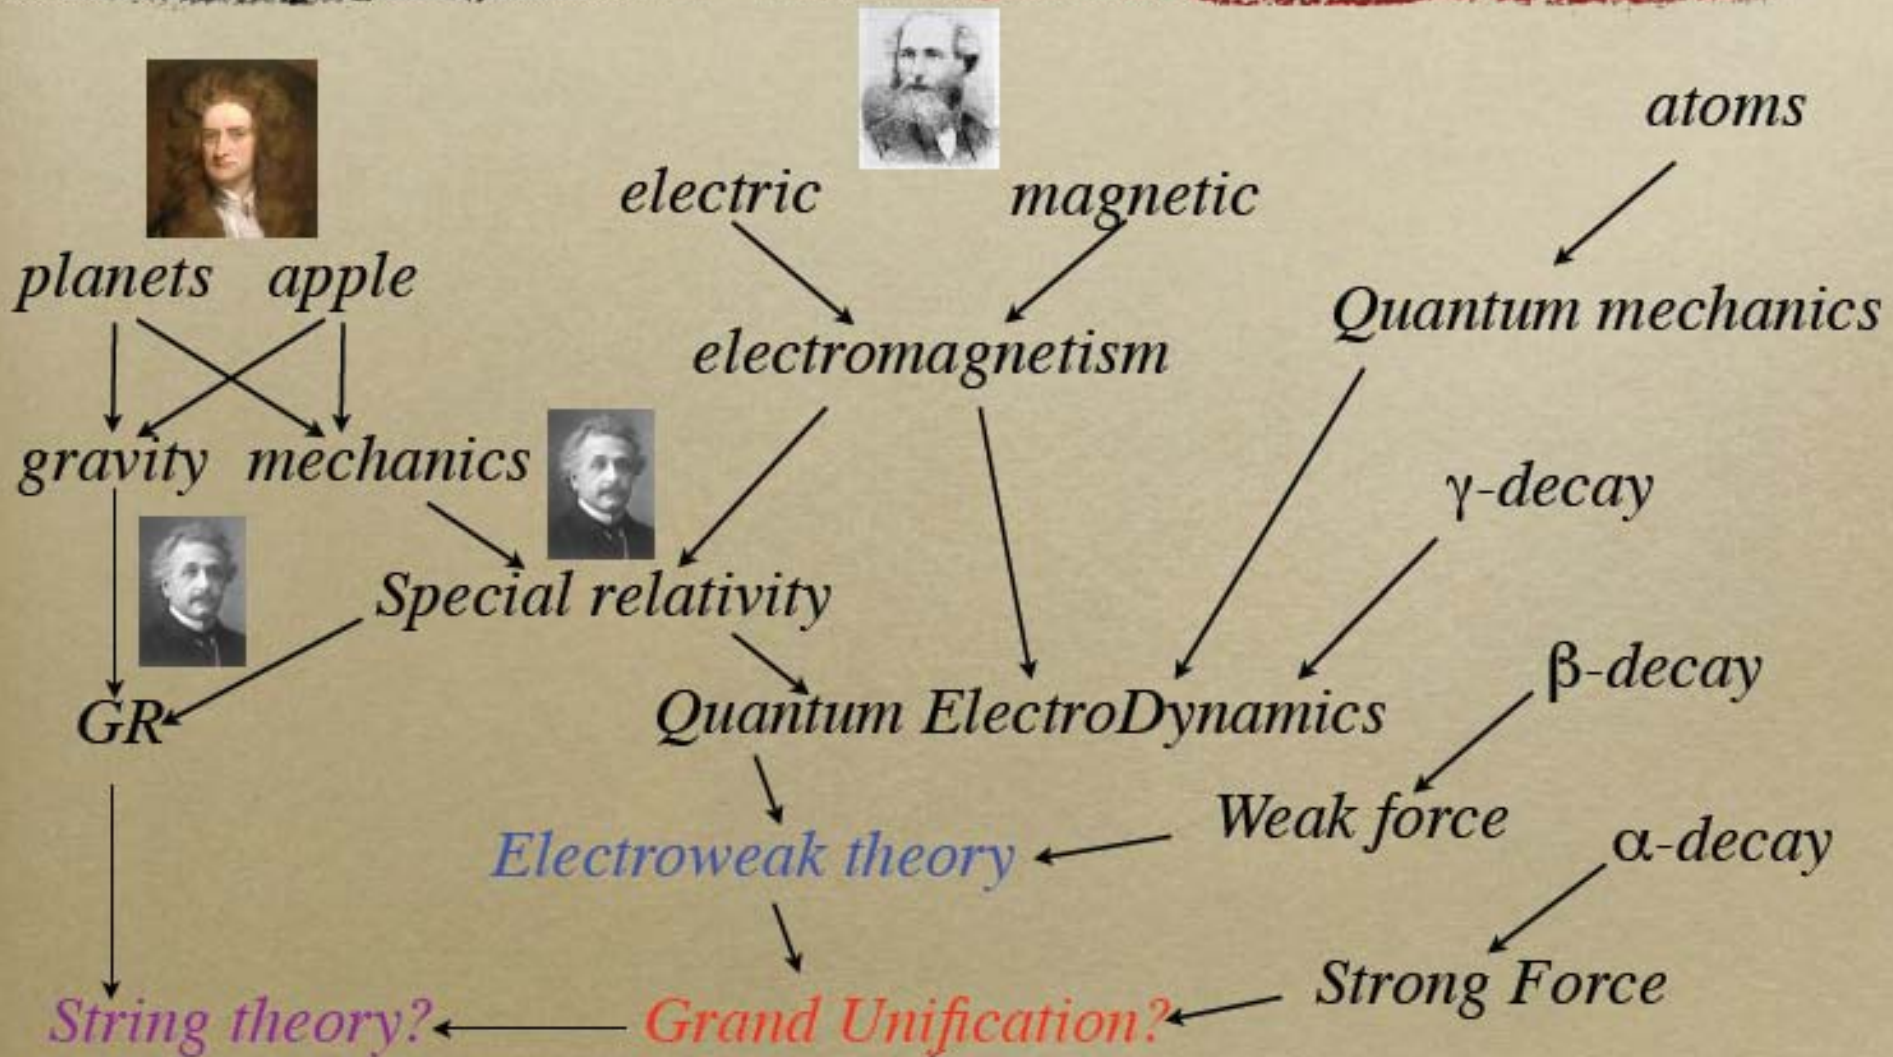 atoms
electric magnetic
planets apple
Quantum mechanics
electromagnetism
gravity mechanics
γ-decay
Special relativity
β-decay
GR
Quantum ElectroDynamics
Weak force
Electroweak theory
α-decay
Strong Force
String theory?
Grand Unification?